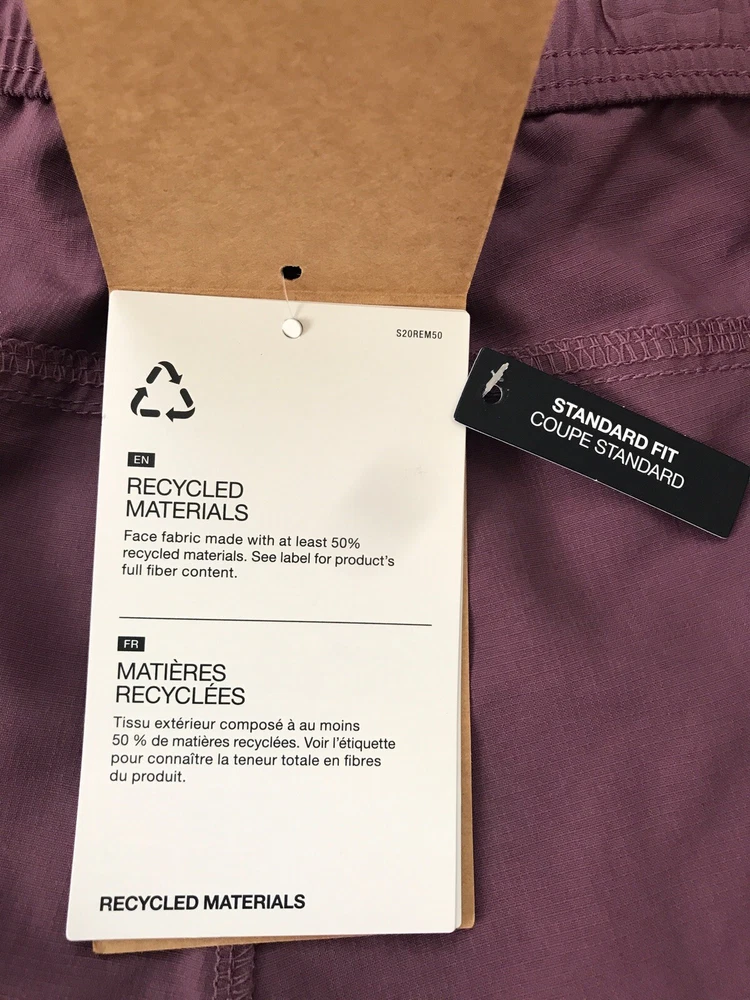 S20REM50
EN
RECYCLED
MATERIALS
Face fabric made with at least 50%
recycled materials. See label for product's
full fiber content.
FR
MATIÈRES
RECYCLÉES
Tissu extérieur composé à au moins
50 % de matières recyclées. Voir l'étiquette
pour connaître la teneur totale en fibres
du produit.
RECYCLED MATERIALS
STANDARD FIT
COUPE STANDARD